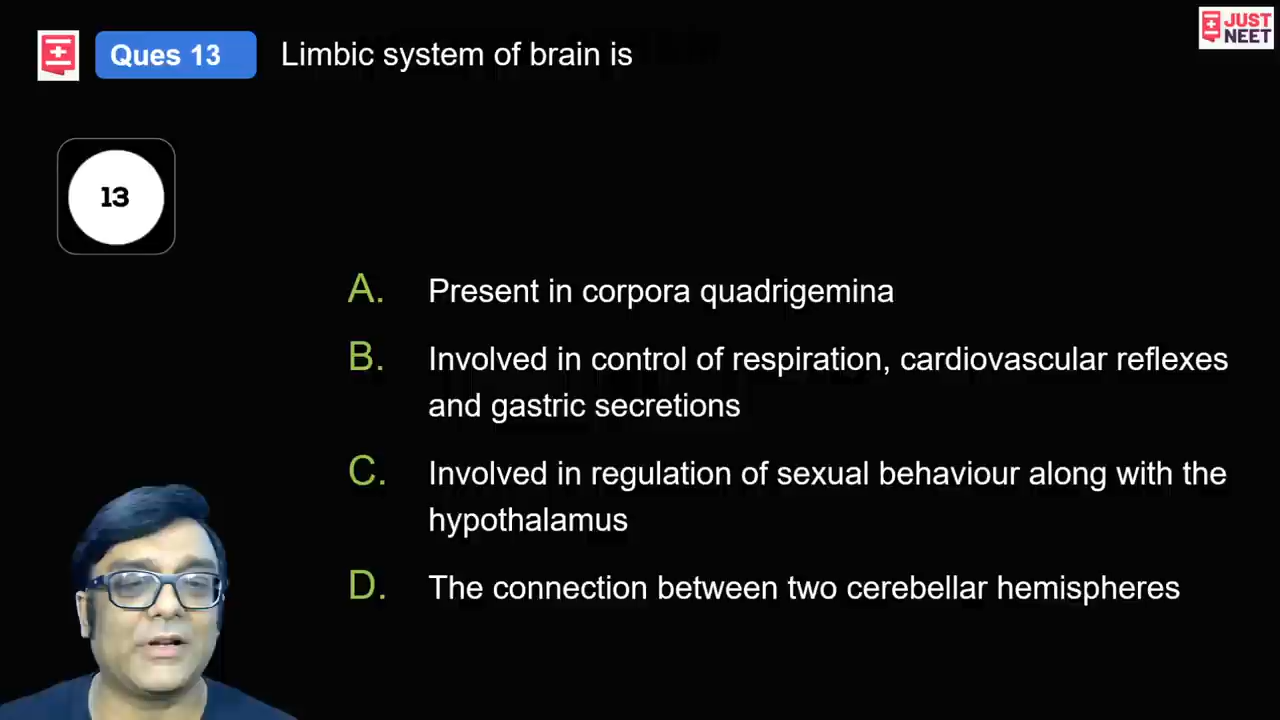 Ques 13 Limbic system of brain is
JUST
NEET
13
A. Present in corpora quadrigemina
B. Involved in control of respiration, cardiovascular reflexes
and gastric secretions
C. Involved in regulation of sexual behaviour along with the
hypothalamus
D. The connection between two cerebellar hemispheres